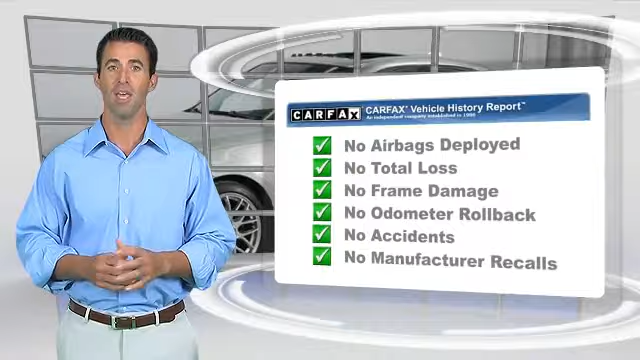 CARFAX CARFAX™ Vehicle History Report™
An independent company established in 1986
No Airbags Deployed
No Total Loss
No Frame Damage
No Odometer Rollback
No Accidents
No Manufacturer Recalls